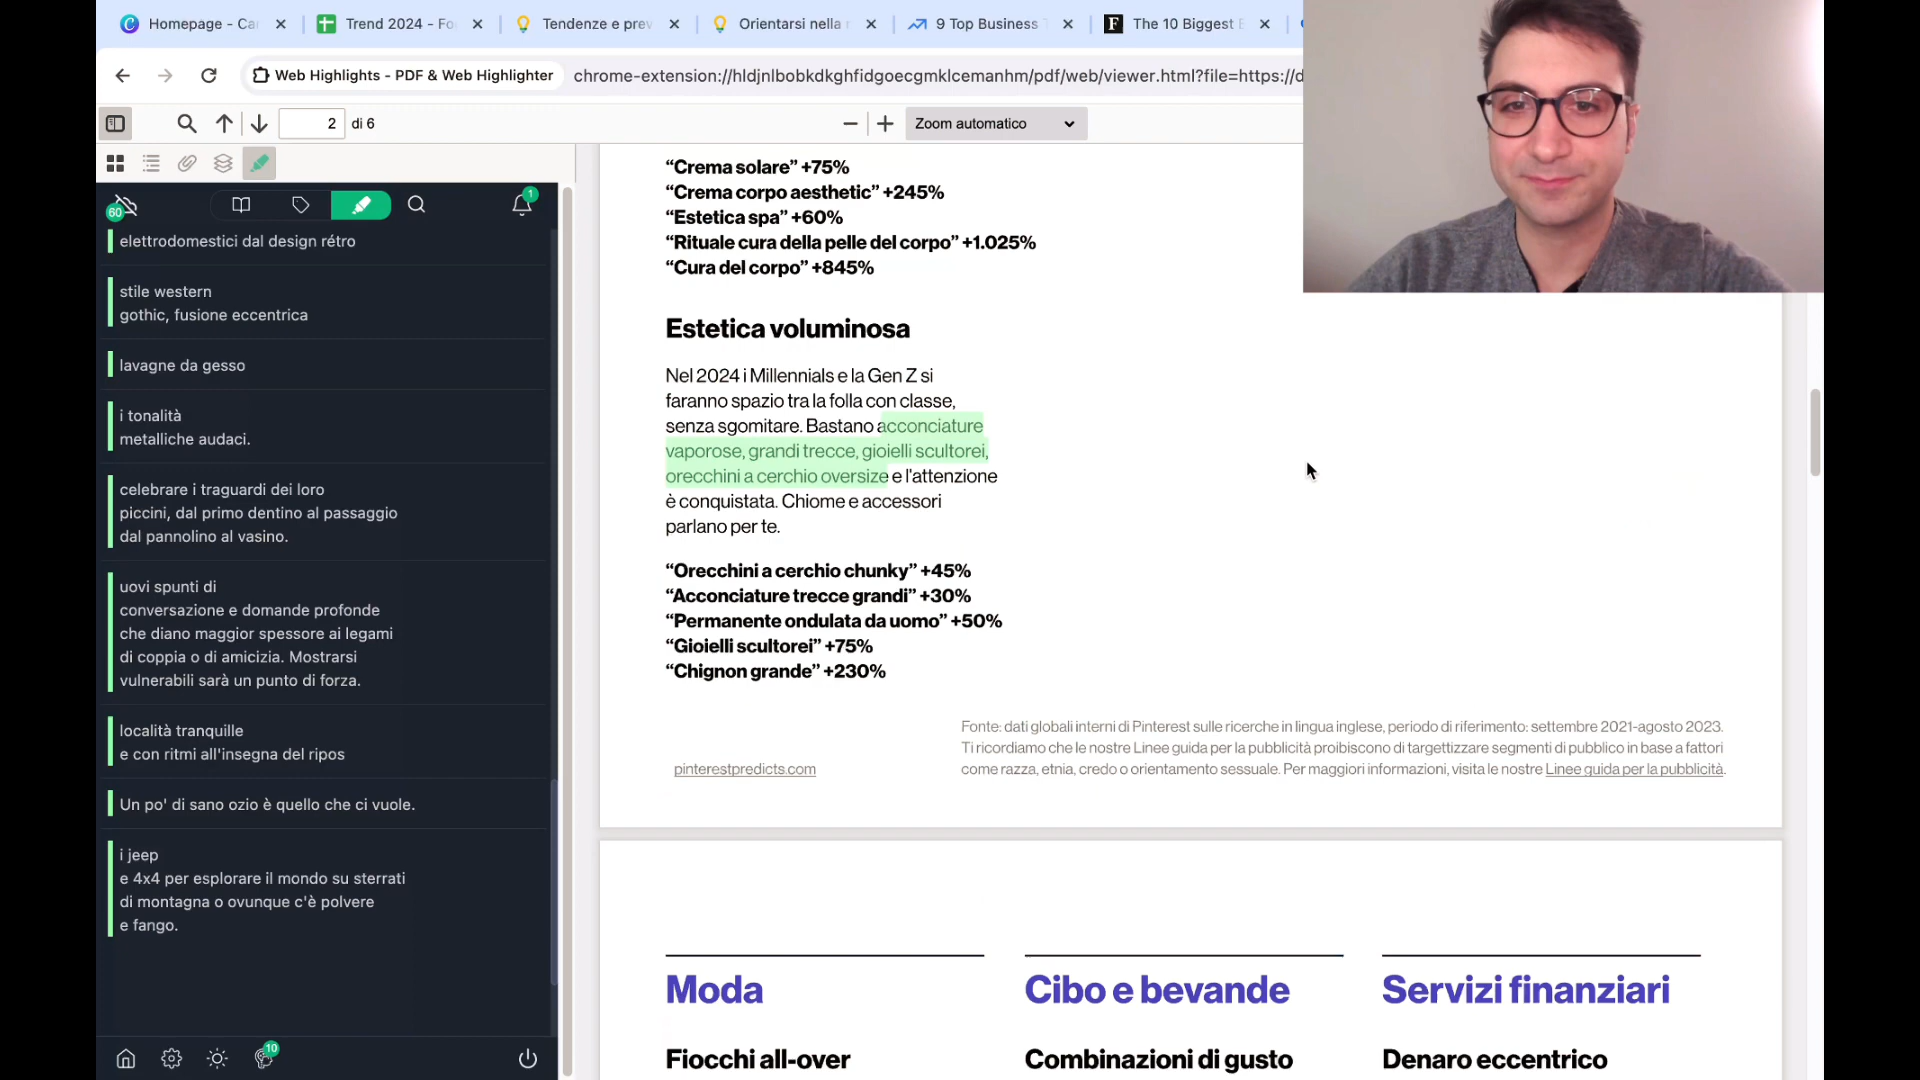 Homepage - Ca
Trend 2024 - Fo
Tendenze e prev
Orientarsi nella
9 Top Business
The 10 Biggest
Web Highlights - PDF & Web Highlighter
chrome-extension://hldjnlbobkdkghfidgoecgmklcemanhm/pdf/web/viewer.html?file=https://d
2 di 6
Zoom automatico
60
1
elettrodomestici dal design rétro
stile western
gothic, fusione eccentrica
lavagne da gesso
i tonalità
metalliche audaci.
celebrare i traguardi dei loro
piccini, dal primo dentino al passaggio
dal pannolino al vasino.
uovi spunti di
conversazione e domande profonde
che diano maggior spessore ai legami
di coppia o di amicizia. Mostrarsi
vulnerabili sarà un punto di forza.
località tranquille
e con ritmi all'insegna del ripos
Un po' di sano ozio è quello che ci vuole.
i jeep
e 4x4 per esplorare il mondo su sterrati
di montagna o ovunque c'è polvere
e fango.
10
“Crema solare” +75%
“Crema corpo aesthetic” +245%
“Estetica spa” +60%
“Rituale cura della pelle del corpo” +1.025%
“Cura del corpo” +845%
Estetica voluminosa
Nel 2024 i Millennials e la Gen Z si
faranno spazio tra la folla con classe,
senza sgomitare. Bastano acconciature
vaporose, grandi trecce, gioielli scultorei,
orecchini a cerchio oversize e l'attenzione
è conquistata. Chiome e accessori
parlano per te.
“Orecchini a cerchio chunky” +45%
“Acconciature trecce grandi” +30%
“Permanente ondulata da uomo” +50%
“Gioielli scultorei” +75%
“Chignon grande” +230%
pinterestpredicts.com
Fonte: dati globali interni di Pinterest sulle ricerche in lingua inglese, periodo di riferimento: settembre 2021-agosto 2023.
Ti ricordiamo che le nostre Linee guida per la pubblicità proibiscono di targettizzare segmenti di pubblico in base a fattori
come razza, etnia, credo o orientamento sessuale. Per maggiori informazioni, visita le nostre Linee guida per la pubblicità.
Moda
Fiocchi all-over
Cibo e bevande
Combinazioni di gusto
Servizi finanziari
Denaro eccentrico